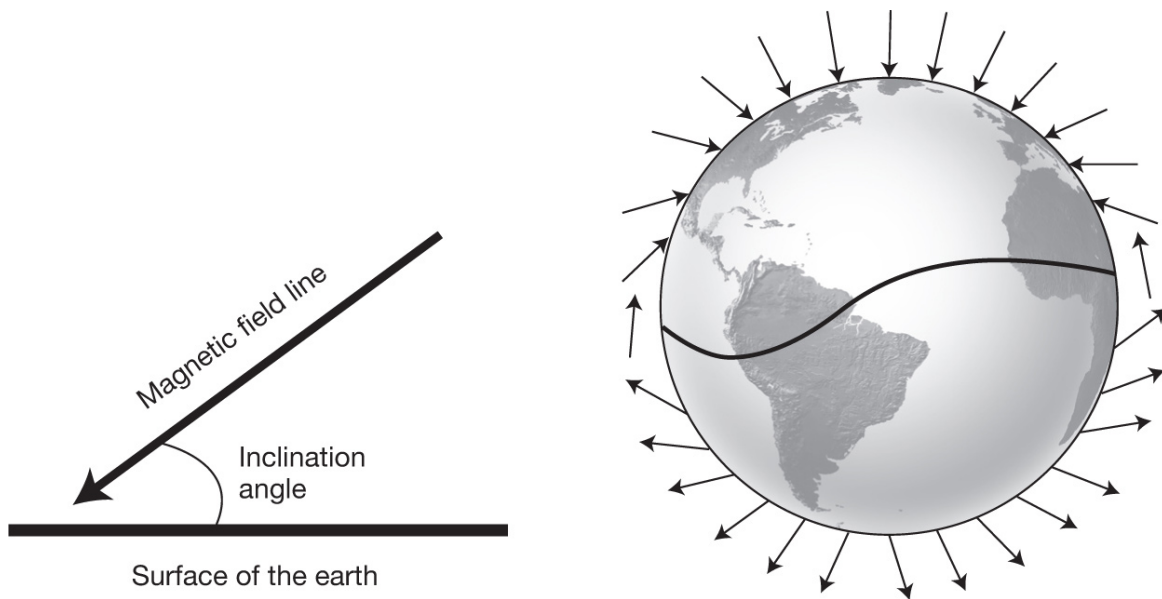 Magnetic field line
Inclination
angle
Surface of the earth